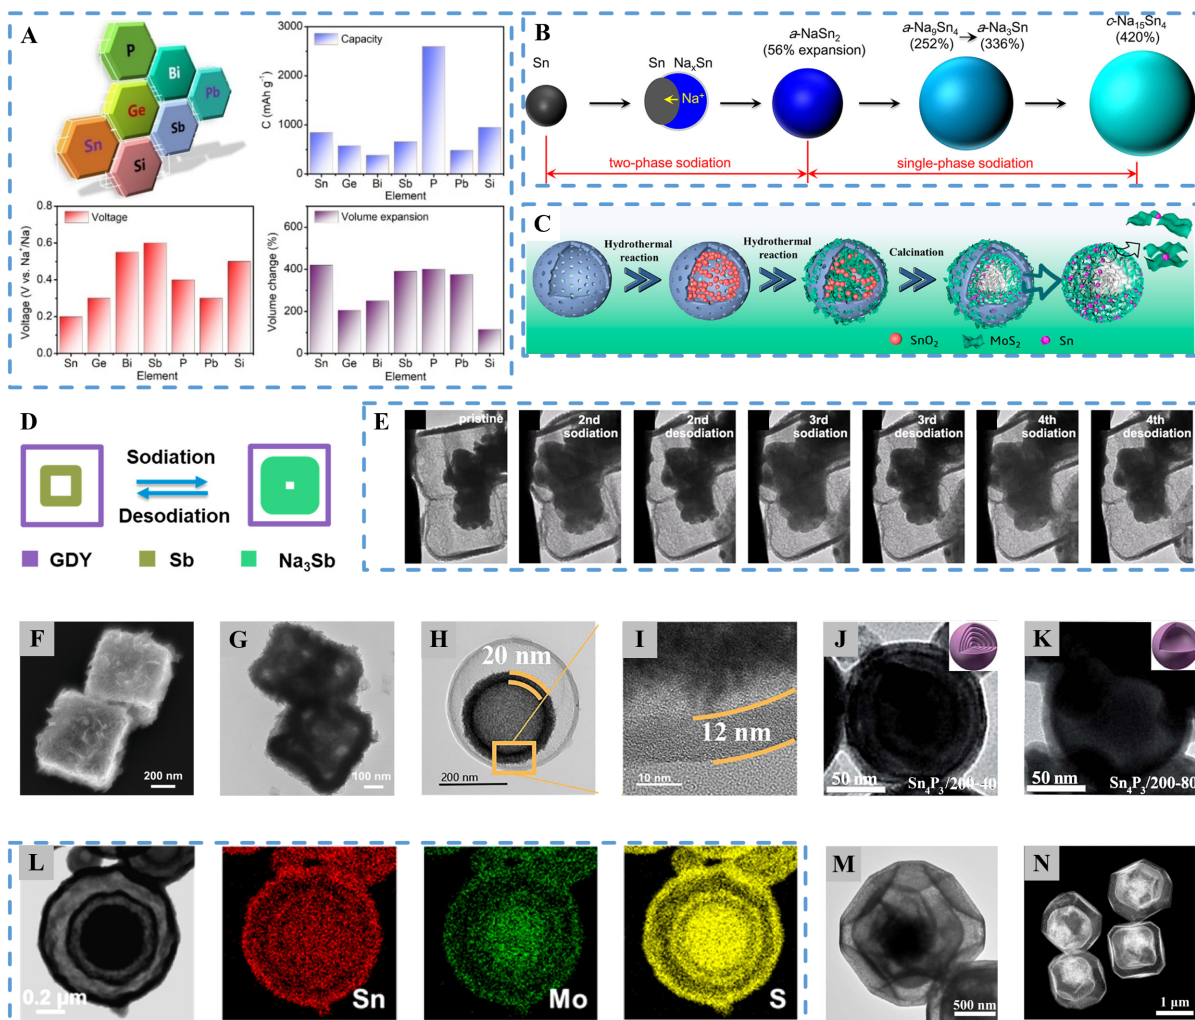 A
P
Bi
Pb
Ge
Sb
Sn
Si
C (mAh g⁻¹)
3000
2000
1000
0
Capacity
Sn Ge Bi Sb P Pb Si
Element
Voltage (V vs. Na⁺/Na)
0.8
0.6
0.4
0.2
0.0
Voltage
Sn Ge Bi Sb P Pb Si
Element
Volume change (%)
600
400
200
0
Volume expansion
Sn Ge Bi Sb P Pb Si
Element
B
Sn
Sn NaₓSn
Na⁺
a-NaSn₂
(56% expansion)
a-Na₉Sn₄ → a-Na₃Sn
(252%) (336%)
c-Na₁₅Sn₄
(420%)
two-phase sodiation
single-phase sodiation
C
Hydrothermal
reaction
Hydrothermal
reaction
Calcination
SnO₂ MoS₂ Sn
D
Sodiation
Desodiation
GDY Sb Na₃Sb
E
pristine
2nd
sodiation
2nd
desodiation
3rd
sodiation
3rd
desodiation
4th
sodiation
4th
desodiation
F
200 nm
G
100 nm
H
20 nm
200 nm
I
12 nm
10 nm
J
50 nm
Sn₄P₃/200-40
K
50 nm
Sn₄P₃/200-80
L
0.2 μm
Sn
Mo
S
M
500 nm
N
1 μm